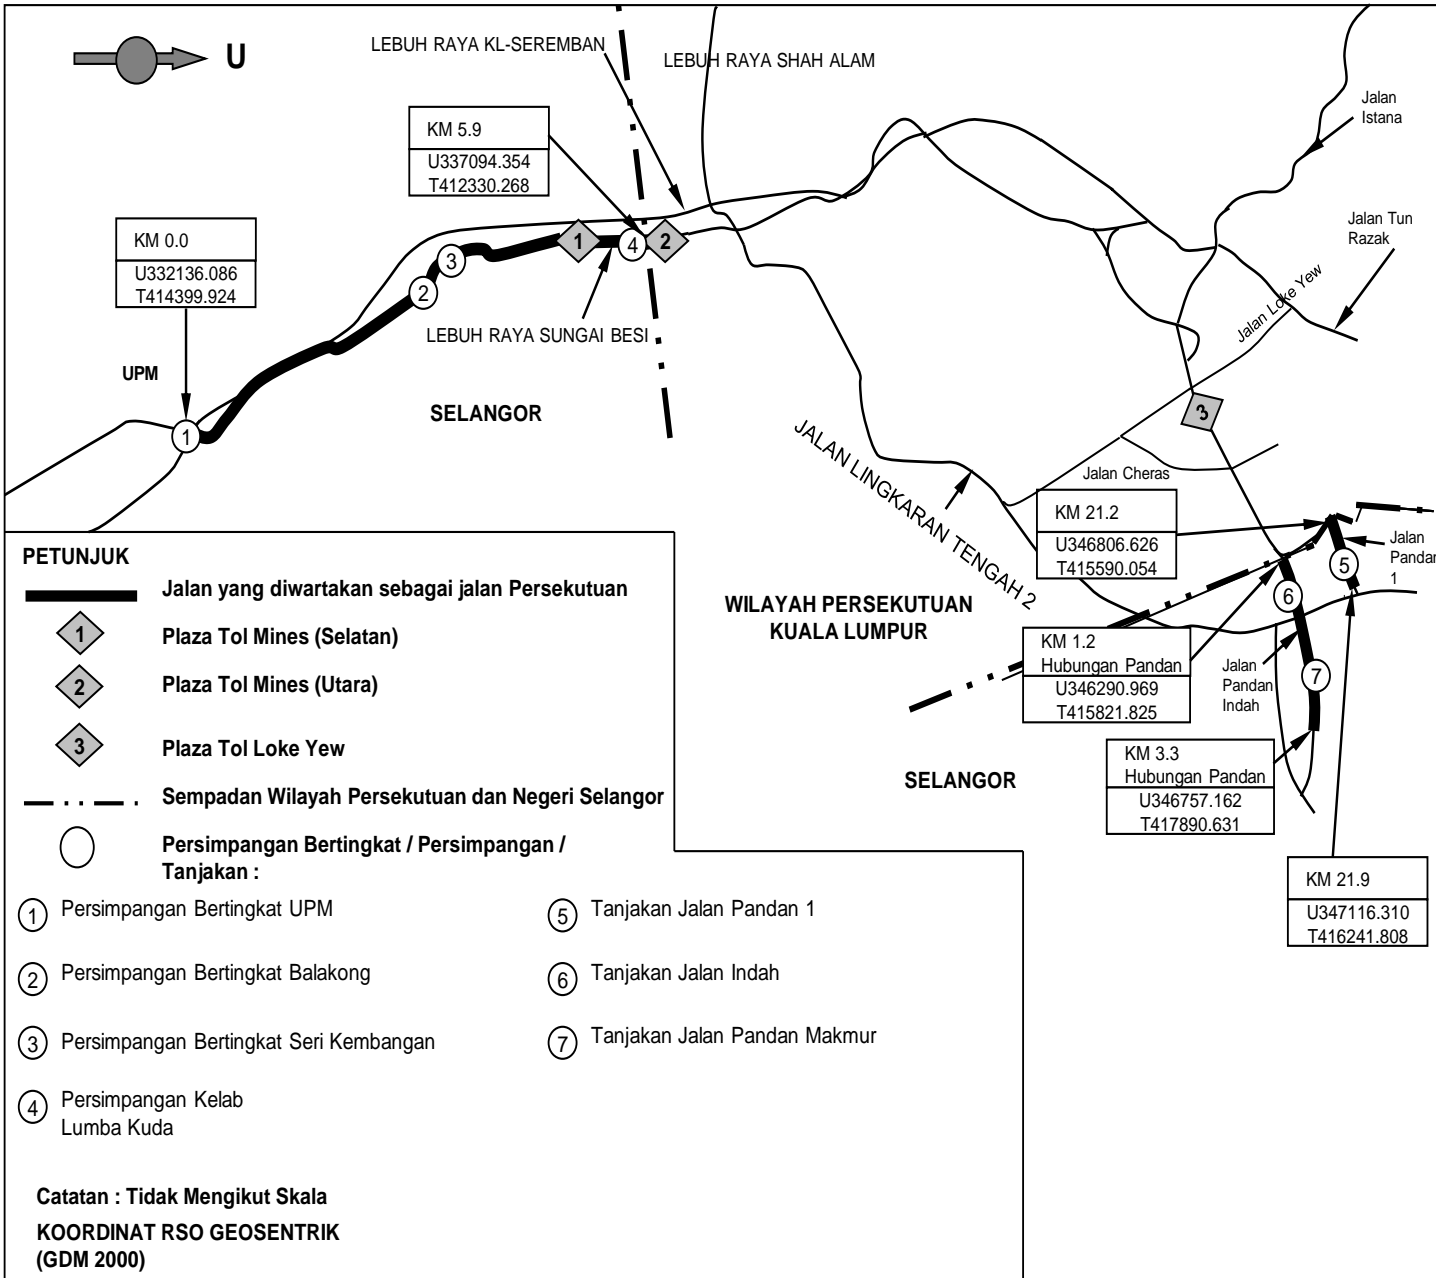 U
LEBUH RAYA KL-SEREMBAN
LEBUH RAYA SHAH ALAM
Jalan
Istana
KM 5.9
U337094.354
T412330.268
KM 0.0
U332136.086
T414399.924
Jalan Tun
Razak
1
4
2
3
2
Jalan Loke Yew
LEBUH RAYA SUNGAI BESI
UPM
SELANGOR
3
1
JALAN LINGKARAN TENGAH 2
Jalan Cheras
KM 21.2
U346806.626
T415590.054
Jalan
Pandan
1
5
6
WILAYAH PERSEKUTUAN
KUALA LUMPUR
KM 1.2
Hubungan Pandan
U346290.969
T415821.825
Jalan
Pandan
Indah
7
SELANGOR
KM 3.3
Hubungan Pandan
U346757.162
T417890.631
KM 21.9
U347116.310
T416241.808
PETUNJUK
Jalan yang diwartakan sebagai jalan Persekutuan
1 Plaza Tol Mines (Selatan)
2 Plaza Tol Mines (Utara)
3 Plaza Tol Loke Yew
Sempadan Wilayah Persekutuan dan Negeri Selangor
Persimpangan Bertingkat / Persimpangan /
Tanjakan :
1 Persimpangan Bertingkat UPM
2 Persimpangan Bertingkat Balakong
3 Persimpangan Bertingkat Seri Kembangan
4 Persimpangan Kelab
Lumba Kuda
5 Tanjakan Jalan Pandan 1
6 Tanjakan Jalan Indah
7 Tanjakan Jalan Pandan Makmur
Catatan : Tidak Mengikut Skala
KOORDINAT RSO GEOSENTRIK
(GDM 2000)